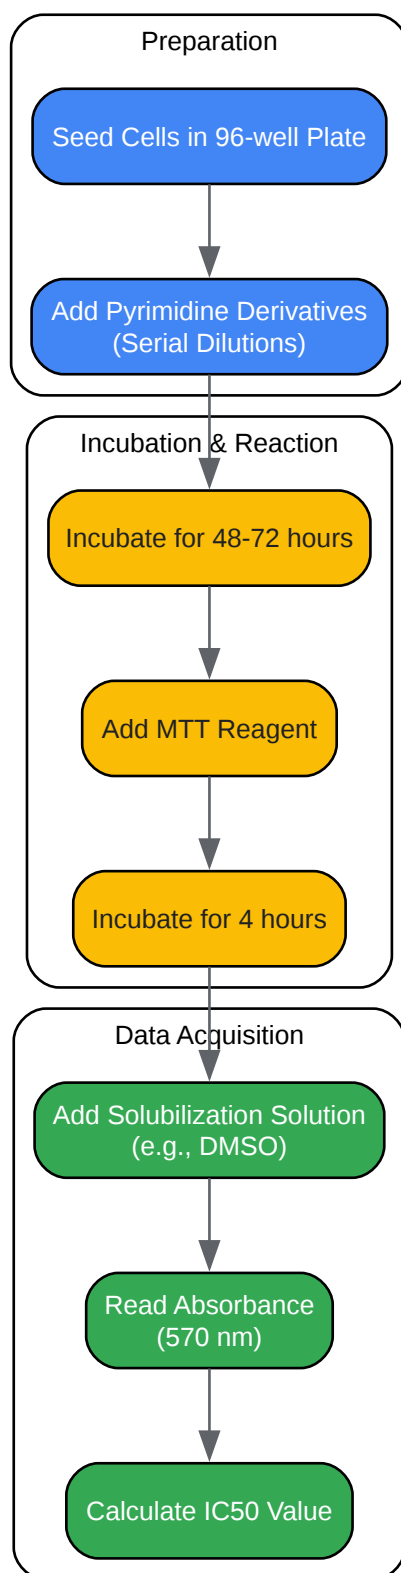 Preparation
Seed Cells in 96-well Plate
Add Pyrimidine Derivatives
(Serial Dilutions)
Incubation & Reaction
Incubate for 48-72 hours
Add MTT Reagent
Incubate for 4 hours
Data Acquisition
Add Solubilization Solution
(e.g., DMSO)
Read Absorbance
(570 nm)
Calculate IC50 Value